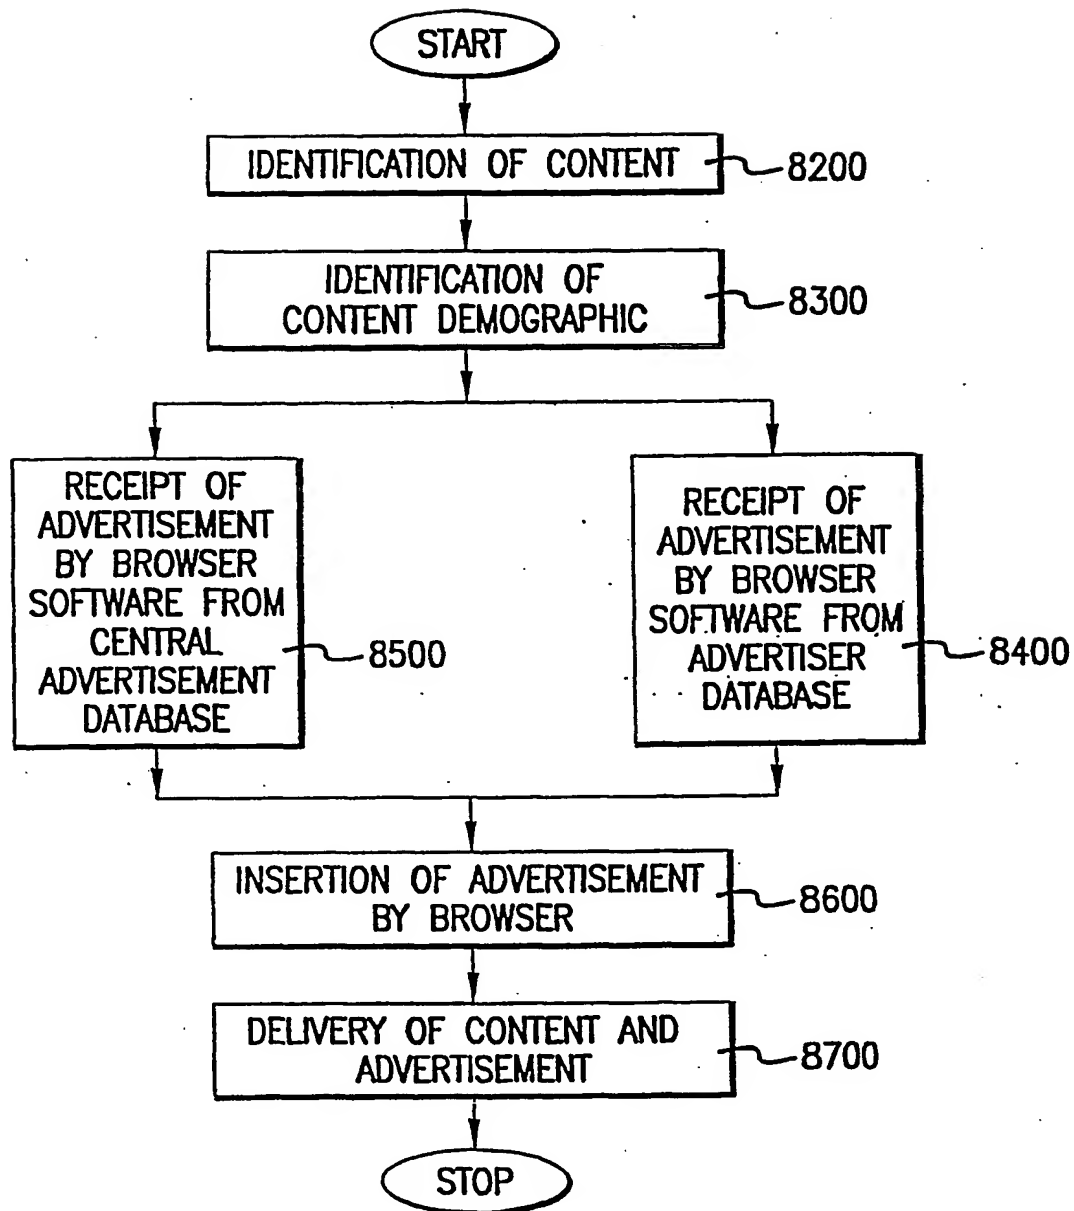 START
IDENTIFICATION OF CONTENT
8200
IDENTIFICATION OF
CONTENT DEMOGRAPHIC
8300
RECEIPT OF
ADVERTISEMENT
BY BROWSER
SOFTWARE FROM
CENTRAL
ADVERTISEMENT
DATABASE
8500
RECEIPT OF
ADVERTISEMENT
BY BROWSER
SOFTWARE FROM
ADVERTISER
DATABASE
8400
INSERTION OF ADVERTISEMENT
BY BROWSER
8600
DELIVERY OF CONTENT AND
ADVERTISEMENT
8700
STOP